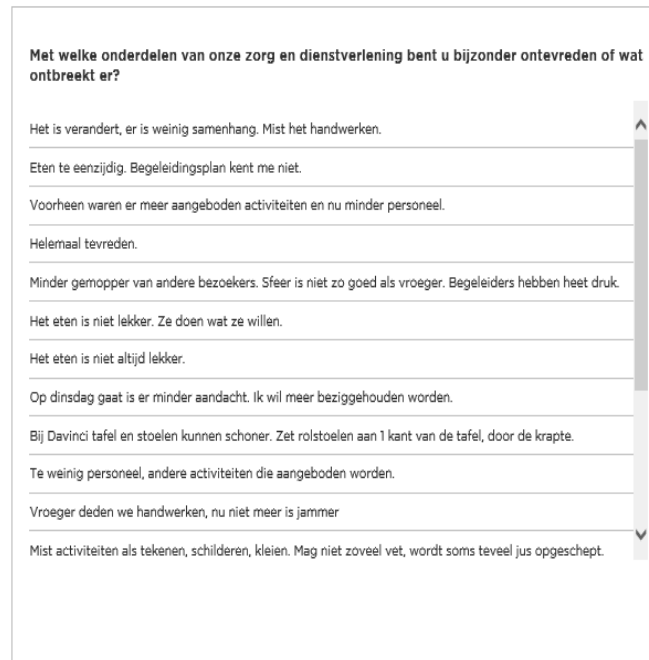 Met welke onderdelen van onze zorg en dienstverlening bent u bijzonder ontevreden of wat
ontbreekt er?
Het is verandert, er is weinig samenhang. Mist het handwerken.
Eten te eenzijdig. Begeleidingsplan kent me niet.
Voorheen waren er meer aangeboden activiteiten en nu minder personeel.
Helemaal tevreden.
Minder gemopper van andere bezoekers. Sfeer is niet zo goed als vroeger. Begeleiders hebben heet druk.
Het eten is niet lekker. Ze doen wat ze willen.
Het eten is niet altijd lekker.
Op dinsdag gaat is er minder aandacht. Ik wil meer beziggehouden worden.
Bij Davinci tafel en stoelen kunnen schoner. Zet rolstoelen aan 1 kant van de tafel, door de krapte.
Te weinig personeel, andere activiteiten die aangeboden worden.
Vroeger deden we handwerken, nu niet meer is jammer
Mist activiteiten als tekenen, schilderen, kleien. Mag niet zoveel vet, wordt soms teveel jus opgeschept.